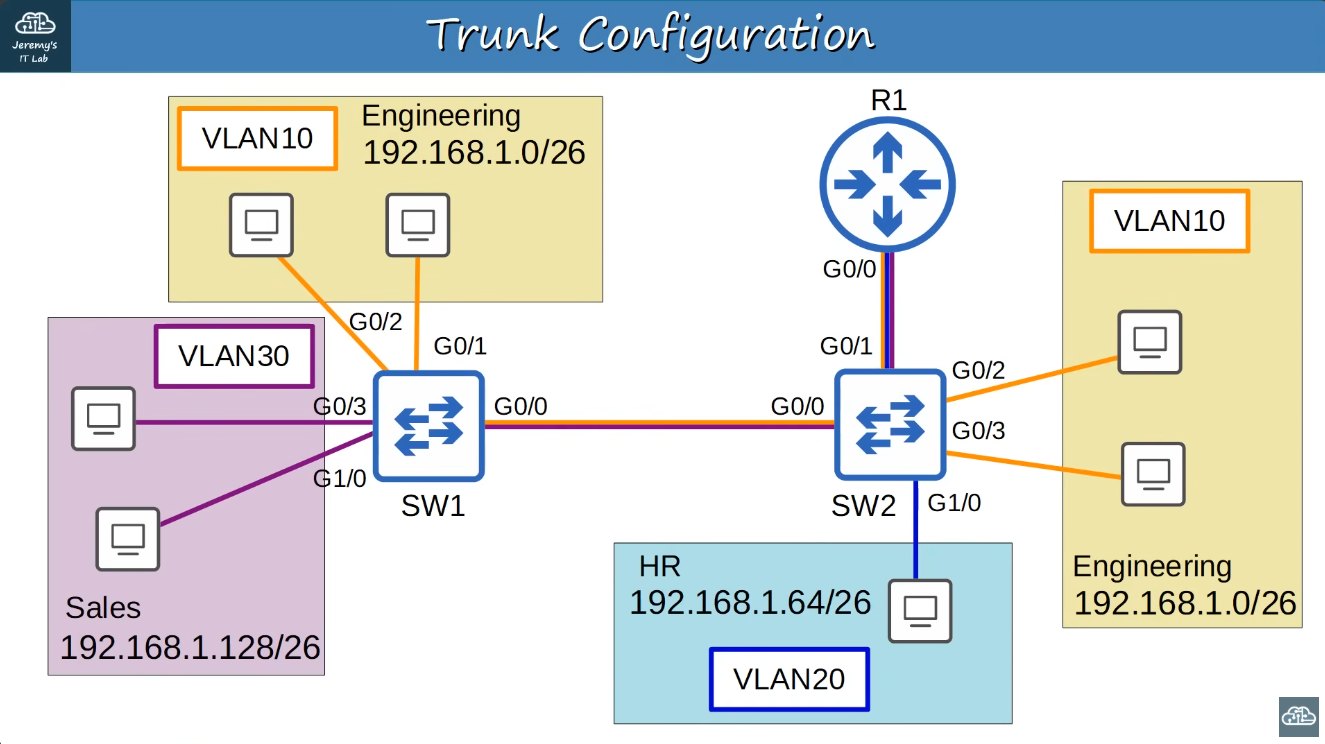 Jeremy's
IT Lab
Trunk Configuration
VLAN10
Engineering
192.168.1.0/26
R1
G0/0
VLAN10
G0/2
G0/1
G0/1
G0/2
VLAN30
G0/3
G0/0
G0/0
G0/3
G1/0
SW1
SW2
G1/0
Sales
192.168.1.128/26
HR
192.168.1.64/26
VLAN20
Engineering
192.168.1.0/26